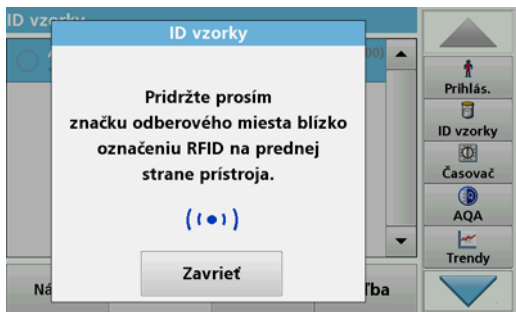 ID vzorky
Pridržte prosím
značku odberového miesta blízko
označeniu RFID na prednej
strane prístroja.
Zavrieť
Prihlás.
ID vzorky
Časovač
AQA
Trendy